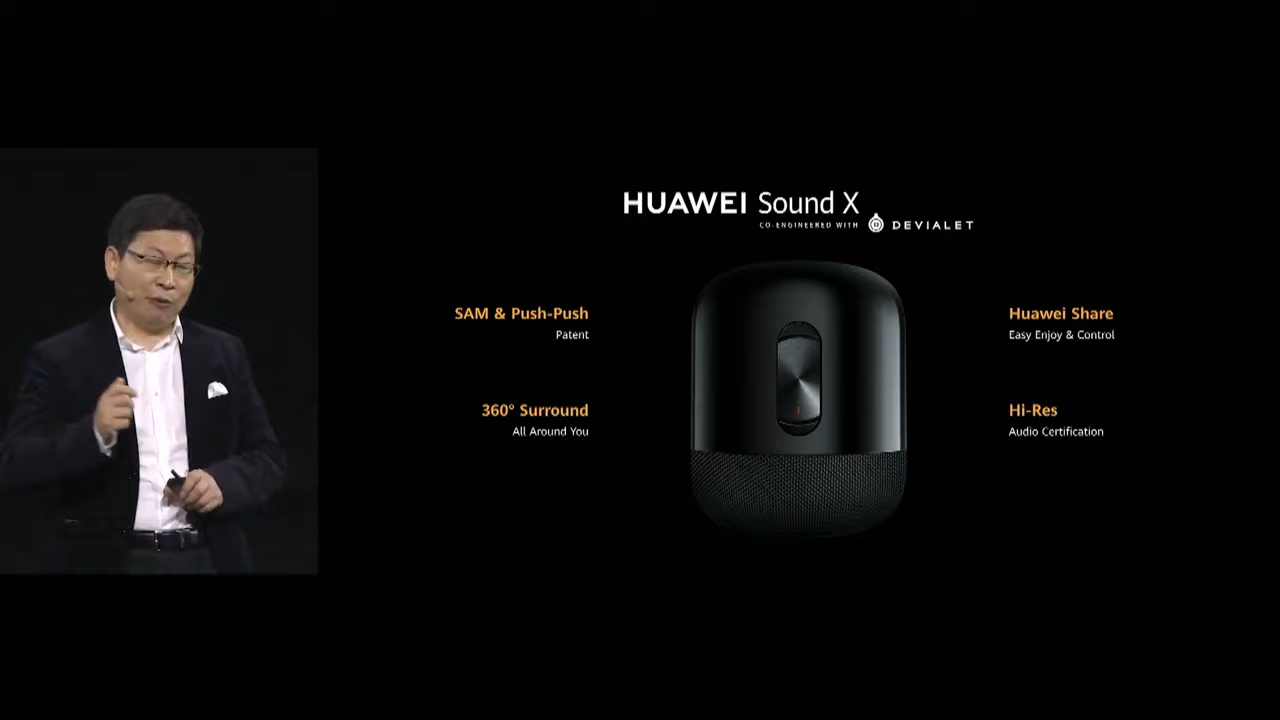 HUAWEI Sound X
CO-ENGINEERED WITH DEVIALET
SAM & Push-Push
Patent
360° Surround
All Around You
Huawei Share
Easy Enjoy & Control
Hi-Res
Audio Certification